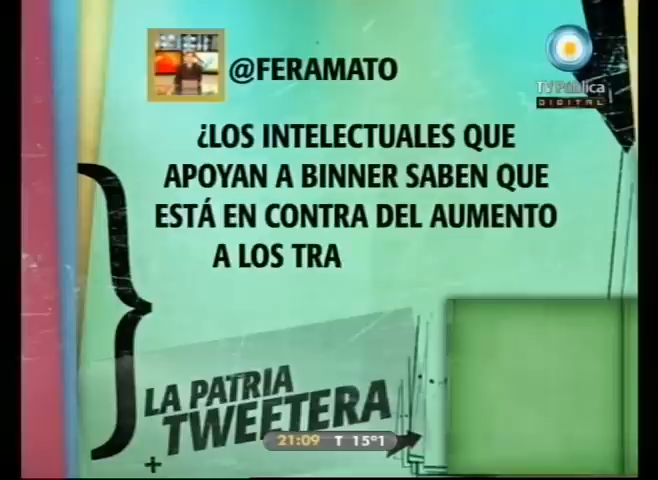 @FERAMATO
TV Pública
DIGITAL
¿LOS INTELECTUALES QUE
APOYAN A BINNER SABEN QUE
ESTÁ EN CONTRA DEL AUMENTO
A LOS TRA
LA PATRIA
TWEETERA
+
21:09 T 15°1